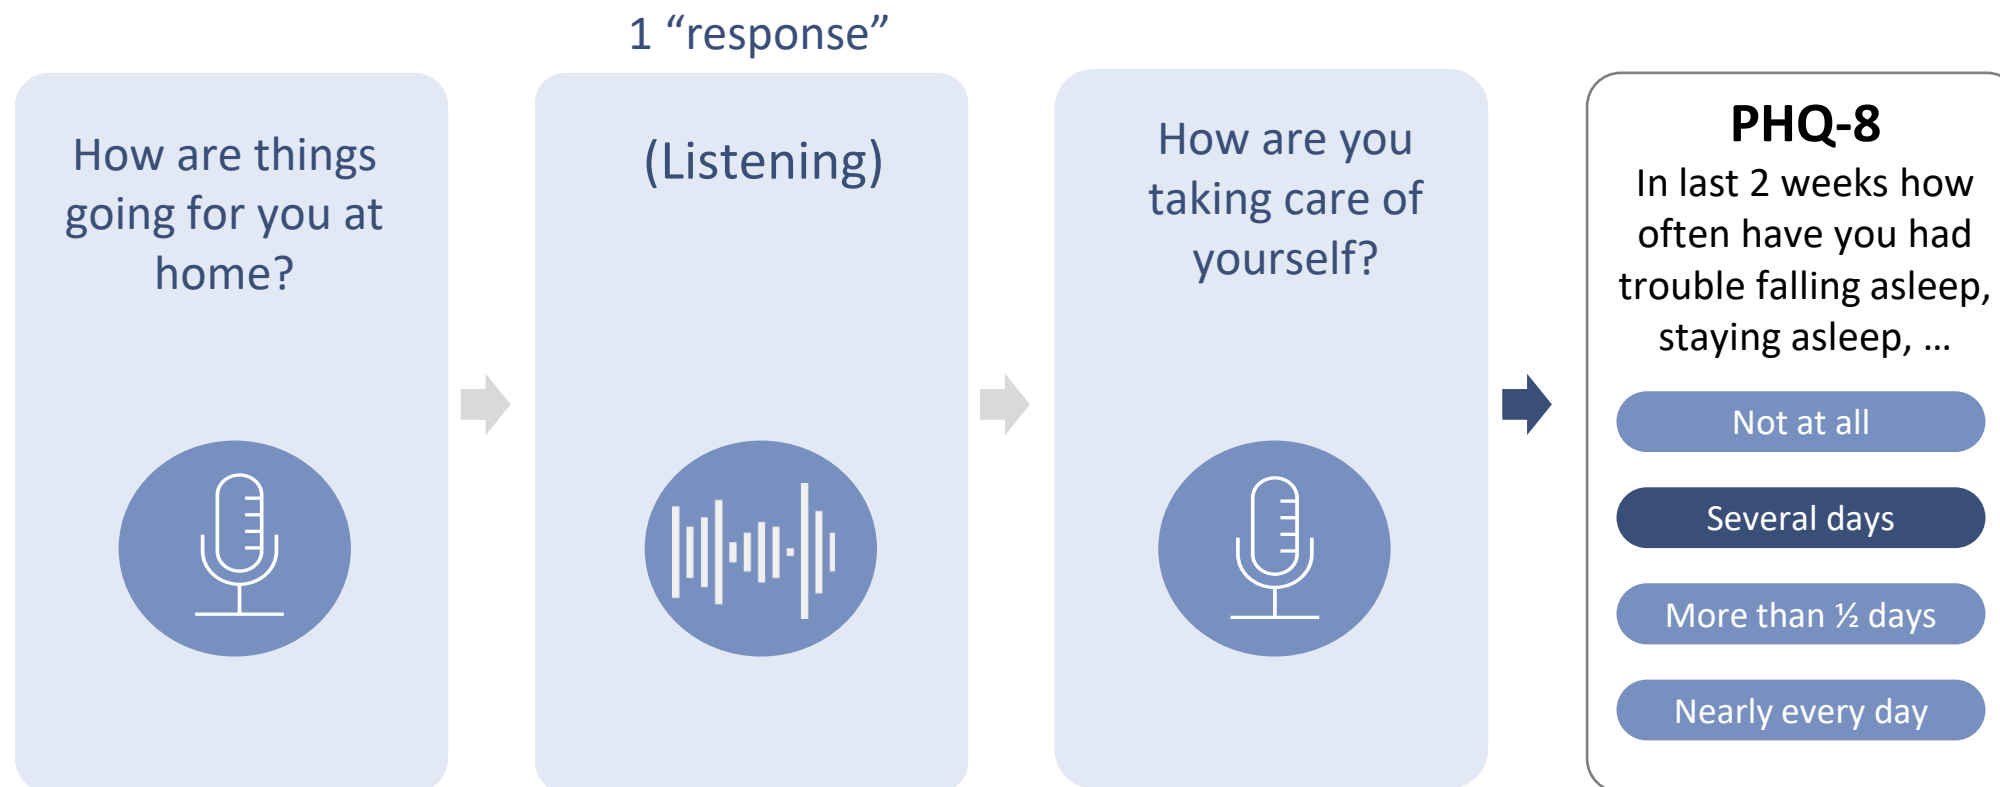 1 “response”
How are things
going for you at
home?
(Listening)
How are you
taking care of
yourself?
PHQ-8
In last 2 weeks how
often have you had
trouble falling asleep,
staying asleep, …
Not at all
Several days
More than ½ days
Nearly every day